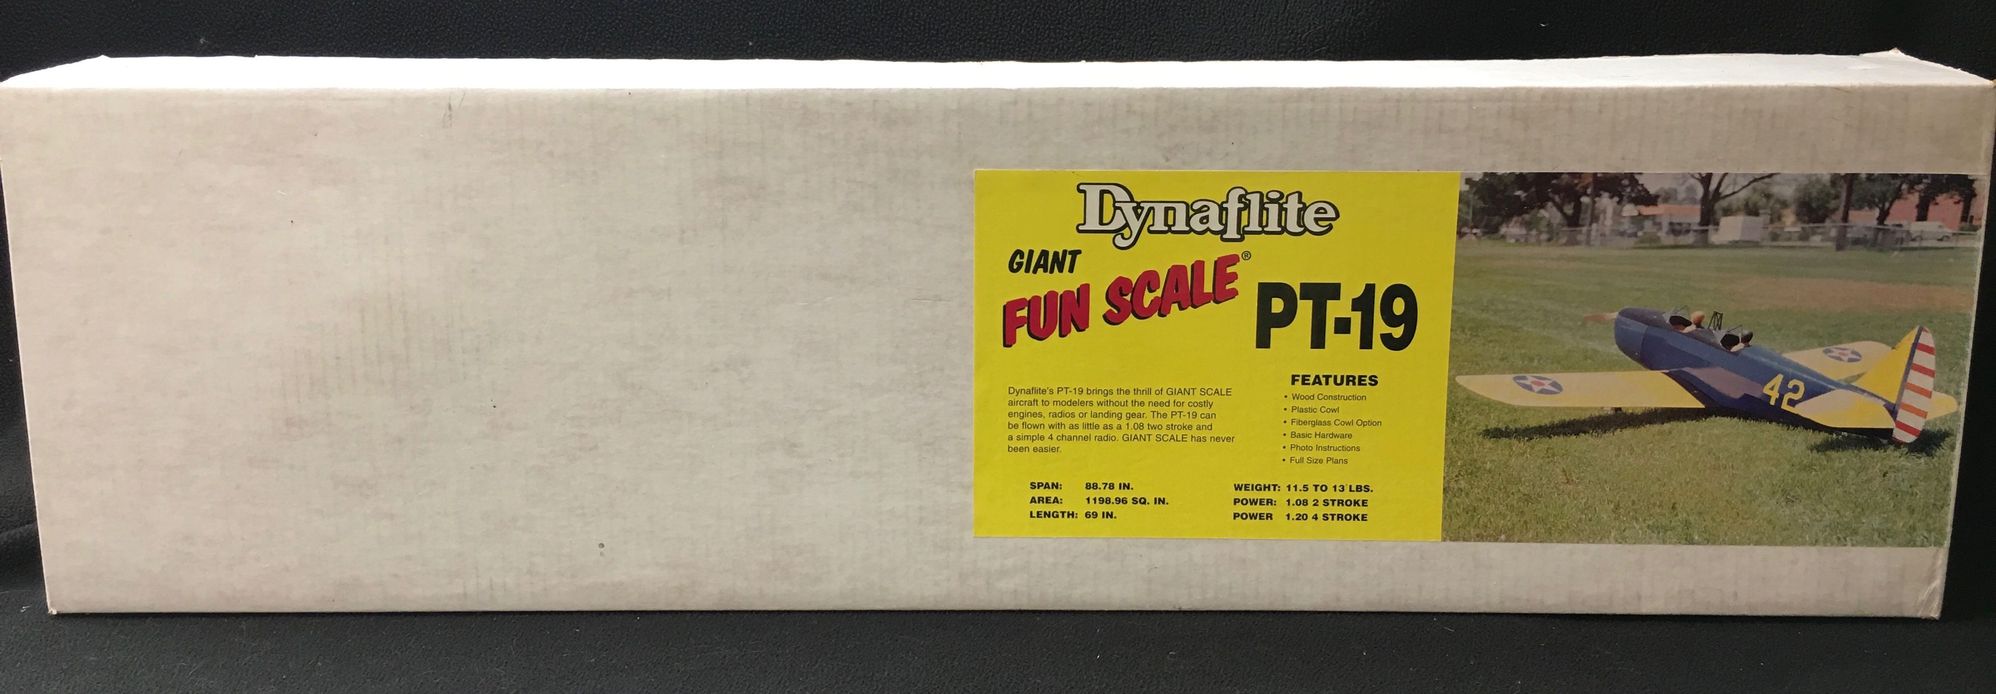 Dynaflite
GIANT
FUN SCALE®
PT-19
Dynaflite's PT-19 brings the thrill of GIANT SCALE
aircraft to modelers without the need for costly
engines, radios or landing gear. The PT-19 can
be flown with as little as a 1.08 two stroke and
a simple 4 channel radio. GIANT SCALE has never
been easier.
FEATURES
• Wood Construction
• Plastic Cowl
• Fiberglass Cowl Option
• Basic Hardware
• Photo Instructions
• Full Size Plans
SPAN: 88.78 IN.
AREA: 1198.96 SQ. IN.
LENGTH: 69 IN.
WEIGHT: 11.5 TO 13 LBS.
POWER: 1.08 2 STROKE
POWER 1.20 4 STROKE
42